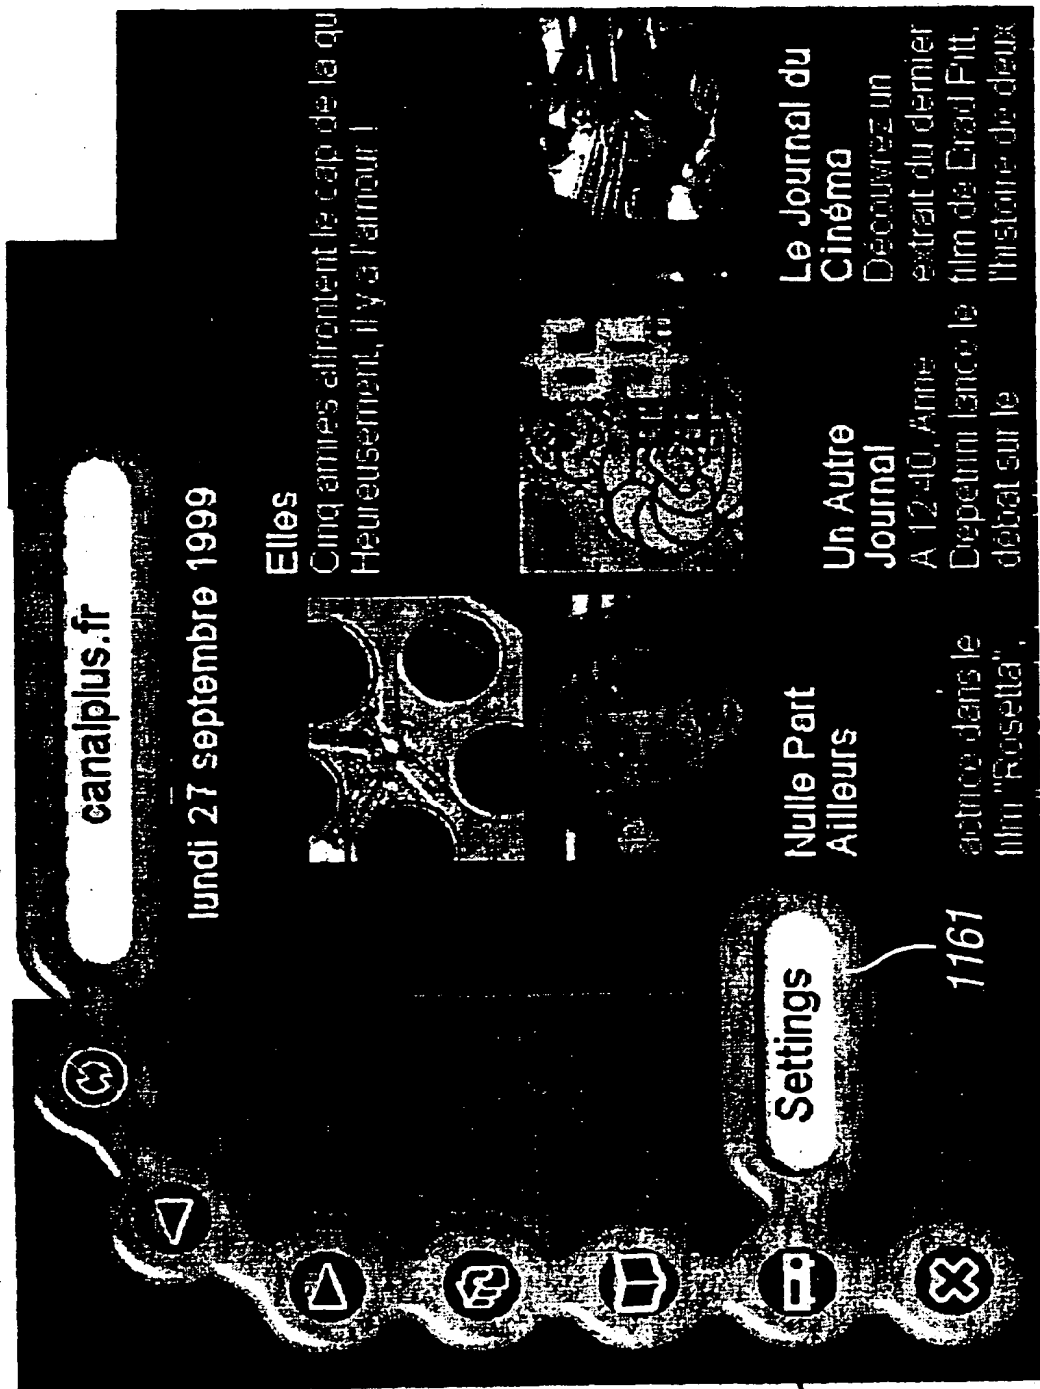 canalplus.fr
lundi 27 septembre 1999
Elles
Cinq amies affrontent le cap de la qu
Heureusement, il y a l'amour !
Nulle Part
Ailleurs
actrice dans le
film "Rosetta",
Un Autre
Journal
A 12:40, Anne
Depetrini lance le
débat sur le
Le Journal du
Cinéma
Découvrez un
extrait du dernier
film de Brad Pitt,
l'histoire de deux
Settings
1161